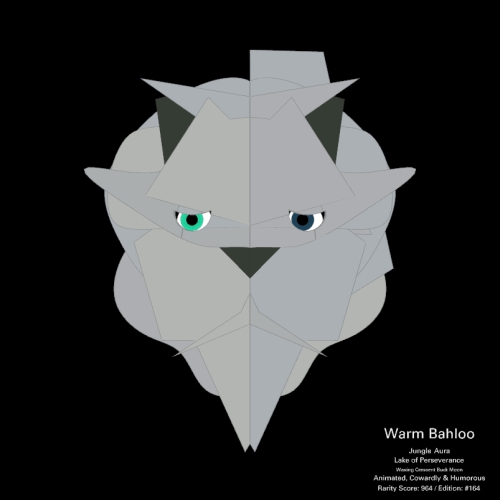 Warm Bahloo
Jungle Aura
Lake of Perseverance
Waxing Crescent Buck Moon
Animated, Cowardly & Humorous
Rarity Score: 964 / Edition: #164